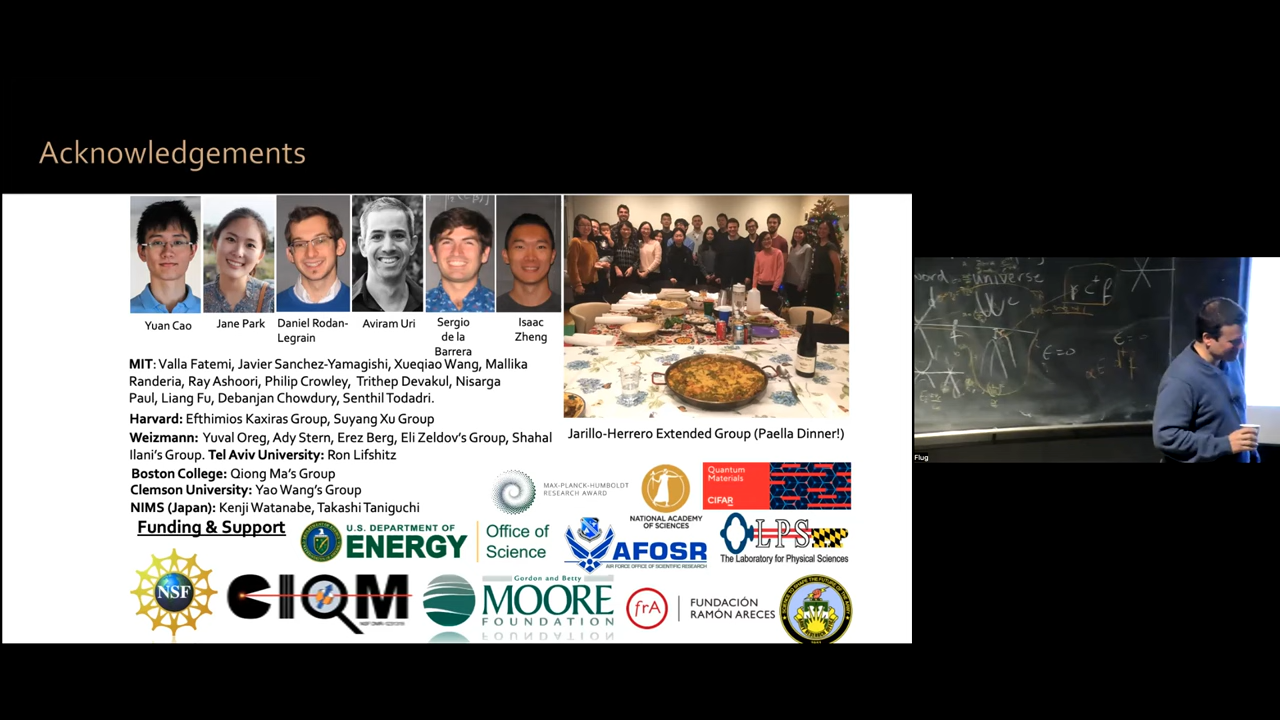 Acknowledgements
Yuan Cao
Jane Park
Daniel Rodan-
Legrain
Aviram Uri
Sergio
de la
Barrera
Isaac
Zheng
MIT: Valla Fatemi, Javier Sanchez-Yamagishi, Xueqiao Wang, Mallika
Randeria, Ray Ashoori, Philip Crowley, Trithep Devakul, Nisarga
Paul, Liang Fu, Debanjan Chowdury, Senthil Todadri.
Harvard: Efthimios Kaxiras Group, Suyang Xu Group
Weizmann: Yuval Oreg, Ady Stern, Erez Berg, Eli Zeldov's Group, Shahal
Ilani's Group. Tel Aviv University: Ron Lifshitz
Boston College: Qiong Ma's Group
Clemson University: Yao Wang's Group
NIMS (Japan): Kenji Watanabe, Takashi Taniguchi
Jarillo-Herrero Extended Group (Paella Dinner!)
Funding & Support
MAX-PLANCK-HUMBOLDT
RESEARCH AWARD
NATIONAL ACADEMY
OF SCIENCES
Quantum
Materials
CIFAR
U.S. DEPARTMENT OF
ENERGY
Office of
Science
AFOSR
AIR FORCE OFFICE OF SCIENTIFIC RESEARCH
LPS
The Laboratory for Physical Sciences
NSF
CIQM
Gordon and Betty
MOORE
FOUNDATION
frA
FUNDACIÓN
RAMÓN ARECES
universe
Flug